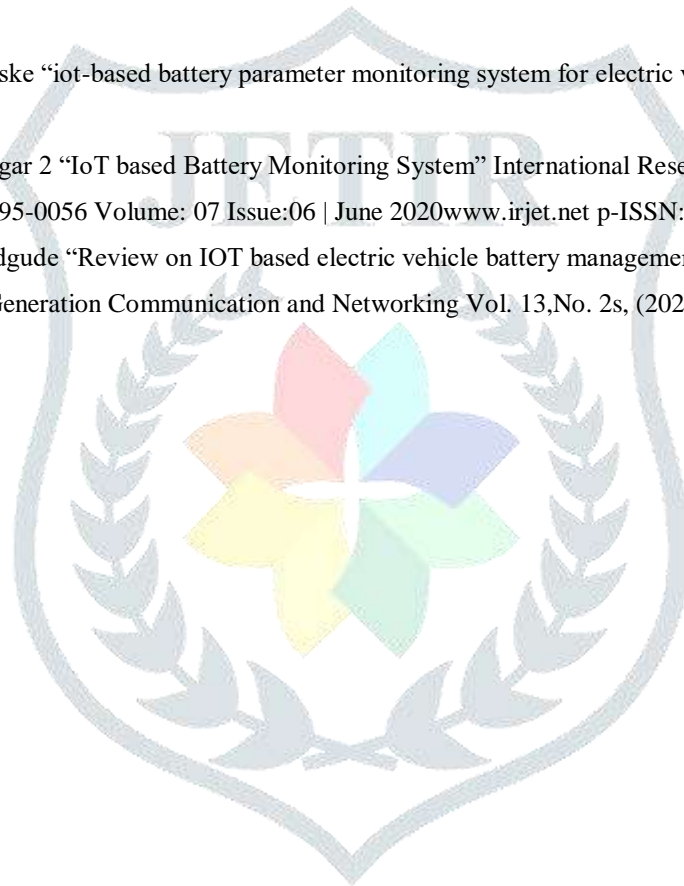 ske “iot-based battery parameter monitoring system for electric v
JETIR
gar 2 “IoT based Battery Monitoring System” International Rese
95-0056 Volume: 07 Issue:06 | June 2020www.irjet.net p-ISSN:
dgude “Review on IOT based electric vehicle battery managemen
Generation Communication and Networking Vol. 13,No. 2s, (202